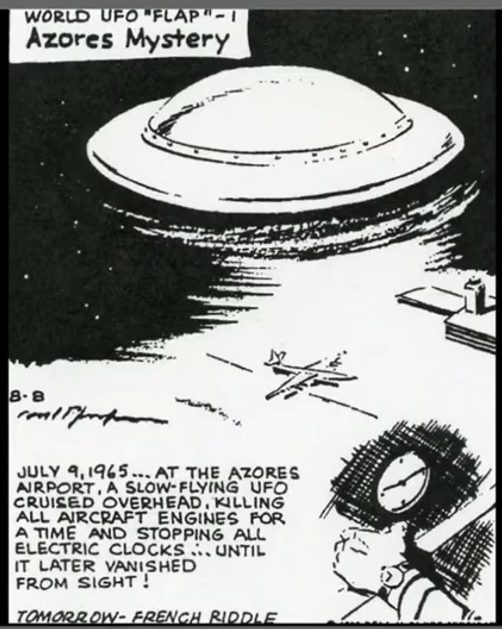 WORLD UFO "FLAP" - 1
Azores Mystery
8-8
JULY 9, 1965... AT THE AZORES
AIRPORT, A SLOW-FLYING UFO
CRUISED OVERHEAD, KILLING
ALL AIRCRAFT ENGINES FOR
A TIME AND STOPPING ALL
ELECTRIC CLOCKS... UNTIL
IT LATER VANISHED
FROM SIGHT!
TOMORROW- FRENCH RIDDLE